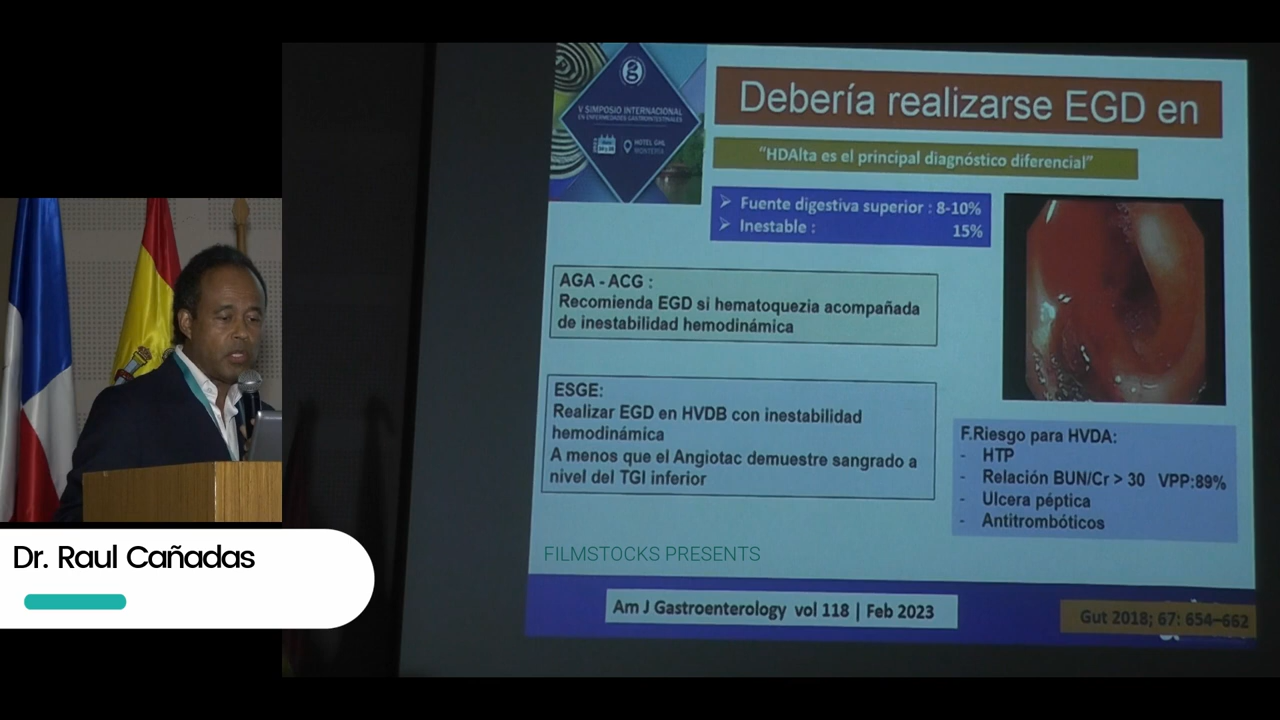 V SIMPOSIO INTERNACIONAL
EN ENFERMEDADES GASTROINTESTINALES
HOTEL GHL
MONTERÍA
Debería realizarse EGD en
“HDAlta es el principal diagnóstico diferencial”
➢ Fuente digestiva superior : 8-10%
➢ Inestable : 15%
AGA - ACG :
Recomienda EGD si hematoquezia acompañada
de inestabilidad hemodinámica
ESGE:
Realizar EGD en HVDB con inestabilidad
hemodinámica
A menos que el Angiotac demuestre sangrado a
nivel del TGI inferior
F.Riesgo para HVDA:
- HTP
- Relación BUN/Cr > 30 VPP:89%
- Ulcera péptica
- Antitrombóticos
FILMSTOCKS PRESENTS
Am J Gastroenterology vol 118 | Feb 2023
Gut 2018; 67: 654–662
Dr. Raul Cañadas